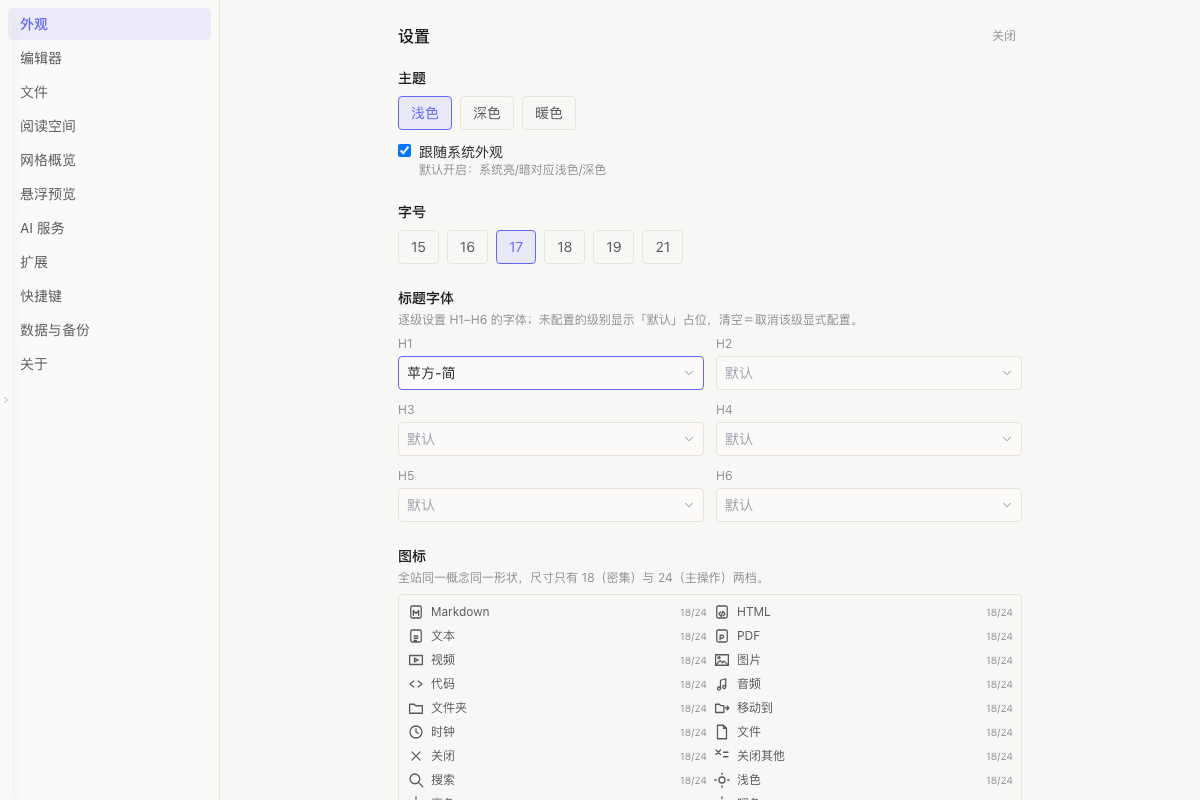 外观
编辑器
文件
阅读空间
网格概览
悬浮预览
AI 服务
扩展
快捷键
数据与备份
关于
设置
关闭
主题
浅色 深色 暖色
跟随系统外观
默认开启：系统亮/暗对应浅色/深色
字号
15 16 17 18 19 21
标题字体
逐级设置 H1–H6 的字体；未配置的级别显示「默认」占位，清空＝取消该级显式配置。
H1 H2
苹方-简 默认
H3 H4
默认 默认
H5 H6
默认 默认
图标
全站同一概念同一形状，尺寸只有 18（密集）与 24（主操作）两档。
Markdown 18/24 HTML 18/24
文本 18/24 PDF 18/24
视频 18/24 图片 18/24
代码 18/24 音频 18/24
文件夹 18/24 移动到 18/24
时钟 18/24 文件 18/24
关闭 18/24 关闭其他 18/24
搜索 18/24 浅色 18/24